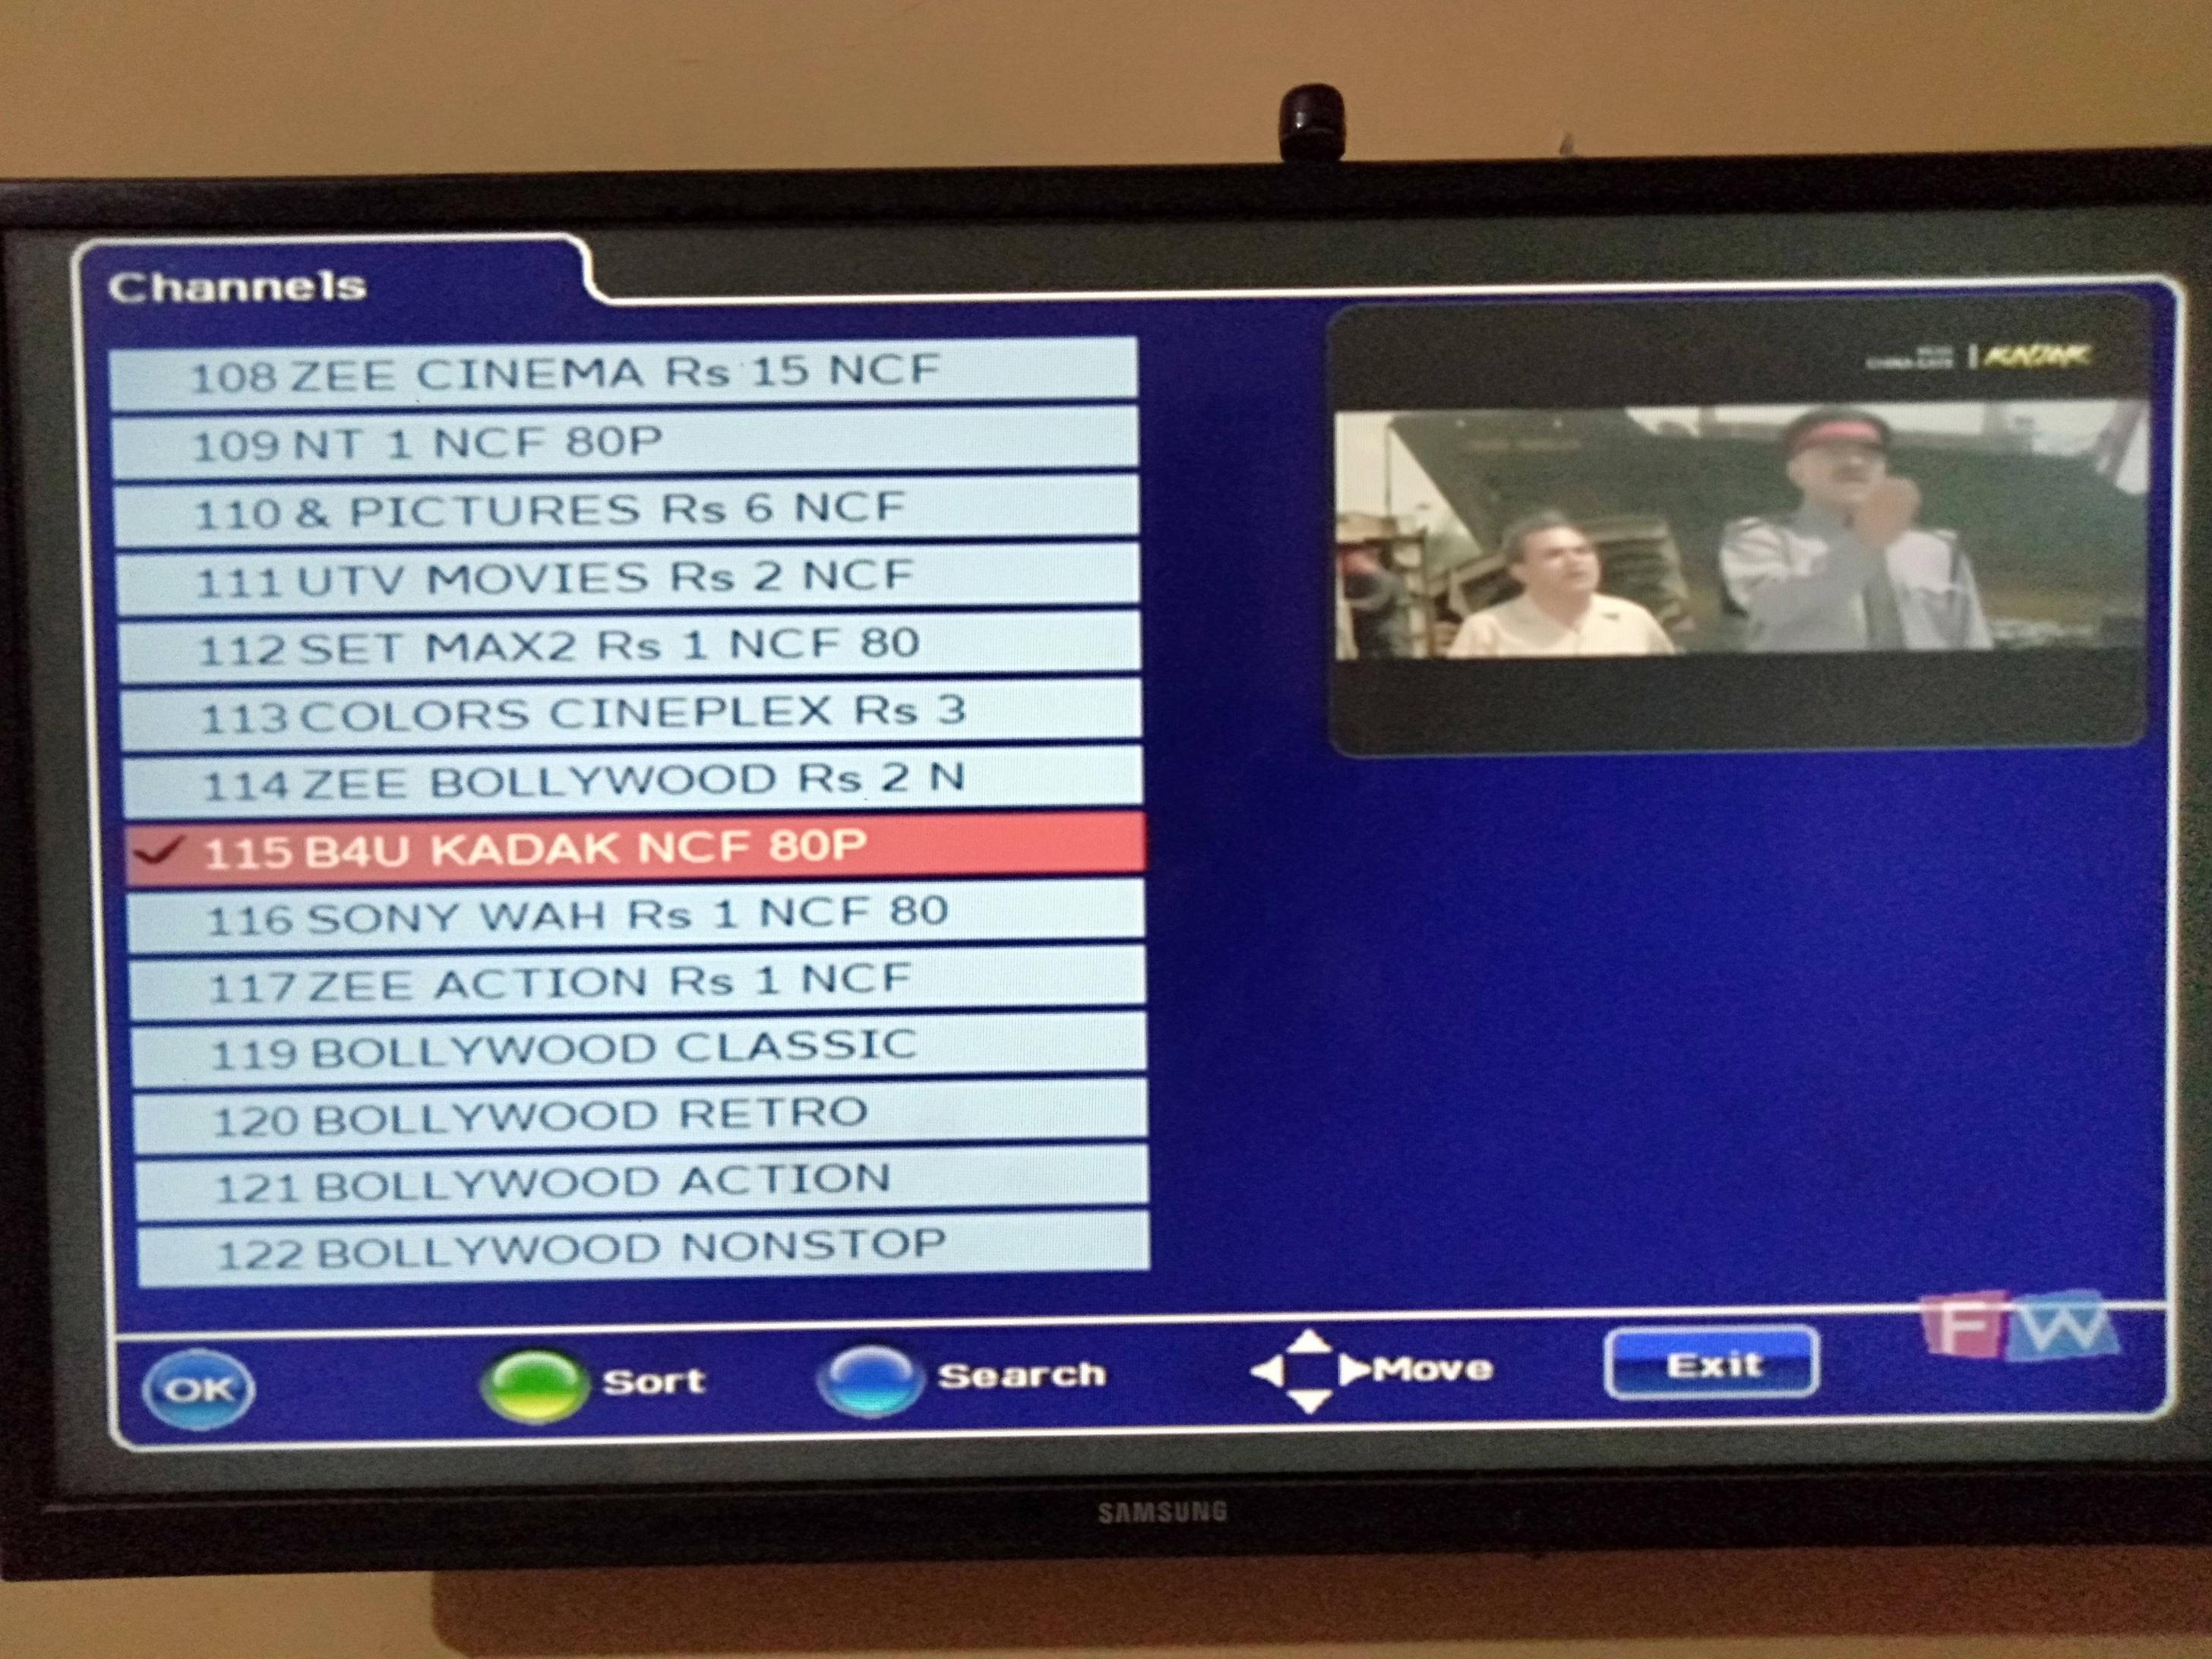 Channels
108 ZEE CINEMA Rs 15 NCF
109 NT 1 NCF 80P
110 & PICTURES Rs 6 NCF
111 UTV MOVIES Rs 2 NCF
112 SET MAX2 Rs 1 NCF 80
113 COLORS CINEPLEX Rs 3
114 ZEE BOLLYWOOD Rs 2 N
115 B4U KADAK NCF 80P
116 SONY WAH Rs 1 NCF 80
117 ZEE ACTION Rs 1 NCF
119 BOLLYWOOD CLASSIC
120 BOLLYWOOD RETRO
121 BOLLYWOOD ACTION
122 BOLLYWOOD NONSTOP
KADAK
OK Sort Search Move Exit FW
SAMSUNG